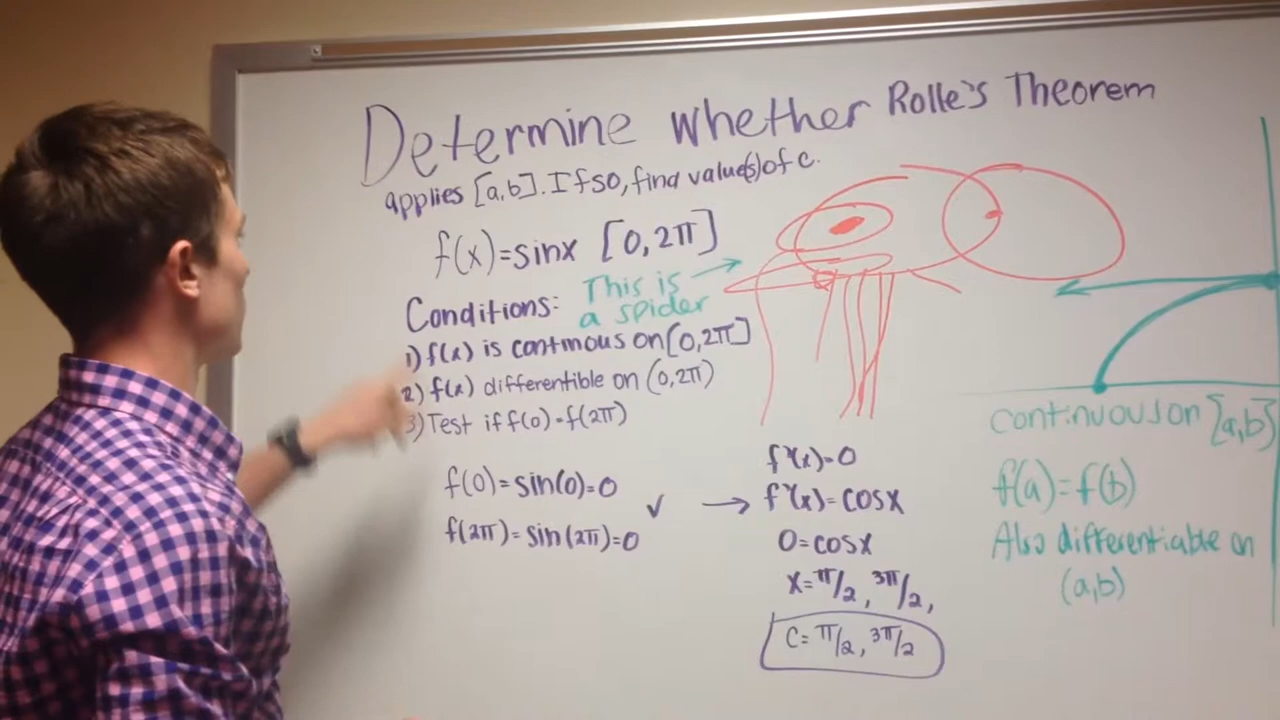 Determine whether Rolle's Theorem
applies [a,b]. If so, find value(s) of c.
f(x)=sinx [0,2π]
This is
a spider
Conditions:
1) f(x) is contmous on [0,2π]
2) f(x) differentible on (0,2π)
3) Test if f(0)=f(2π)
f(0)=sin(0)=0
f(2π)=sin(2π)=0 ✓
→ f'(x)=0
f'(x)=cosx
0=cosx
x=π/2, 3π/2,
c=π/2, 3π/2
continuous on [a,b]
f(a)=f(b)
Also differentiable on
(a,b)